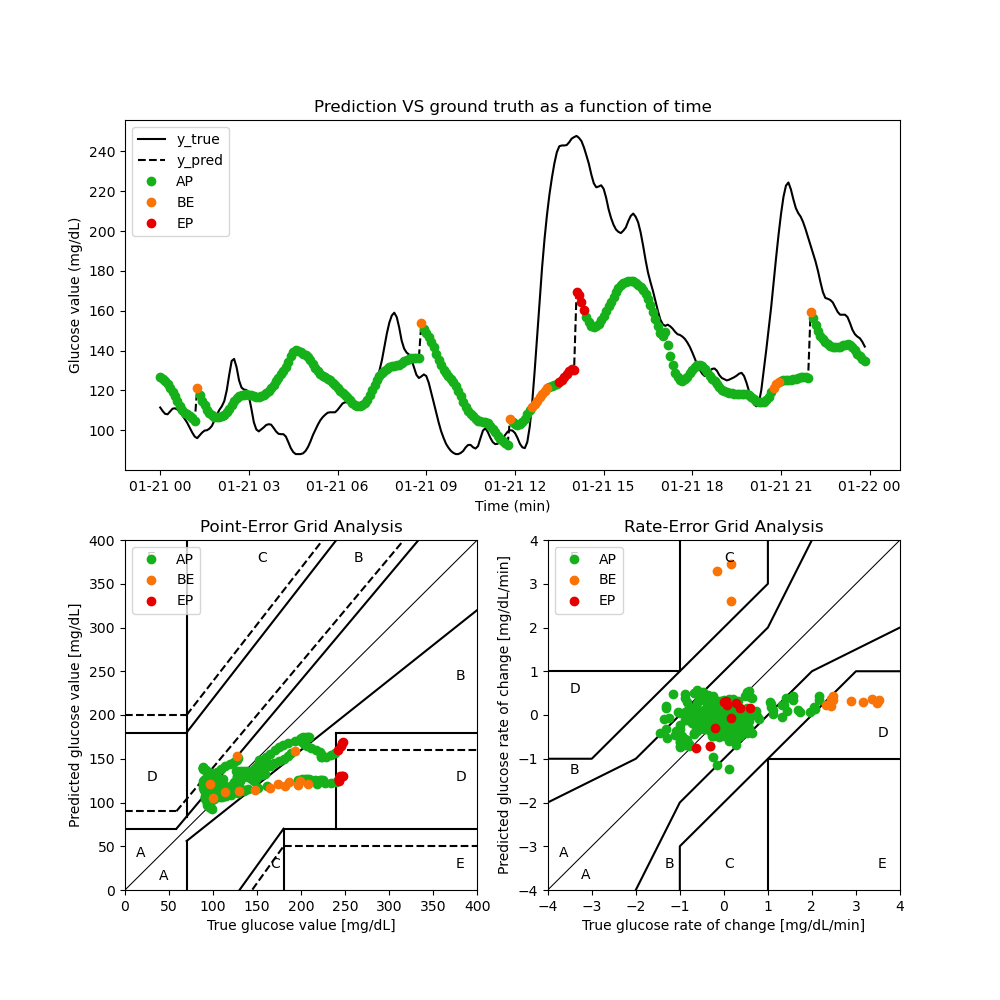 Prediction VS ground truth as a function of time
Glucose value (mg/dL)
240
220
200
180
160
140
120
100
y_true
y_pred
AP
BE
EP
01-21 00 01-21 03 01-21 06 01-21 09 01-21 12 01-21 15 01-21 18 01-21 21 01-22 00
Time (min)
Point-Error Grid Analysis
Predicted glucose value [mg/dL]
400
350
300
250
200
150
100
50
0
AP
BE
EP
C
B
B
D
D
A
A
C
E
0 50 100 150 200 250 300 350 400
True glucose value [mg/dL]
Rate-Error Grid Analysis
Predicted glucose rate of change [mg/dL/min]
4
3
2
1
0
−1
−2
−3
−4
AP
BE
EP
C
D
D
B
A
A
B
C
E
−4 −3 −2 −1 0 1 2 3 4
True glucose rate of change [mg/dL/min]